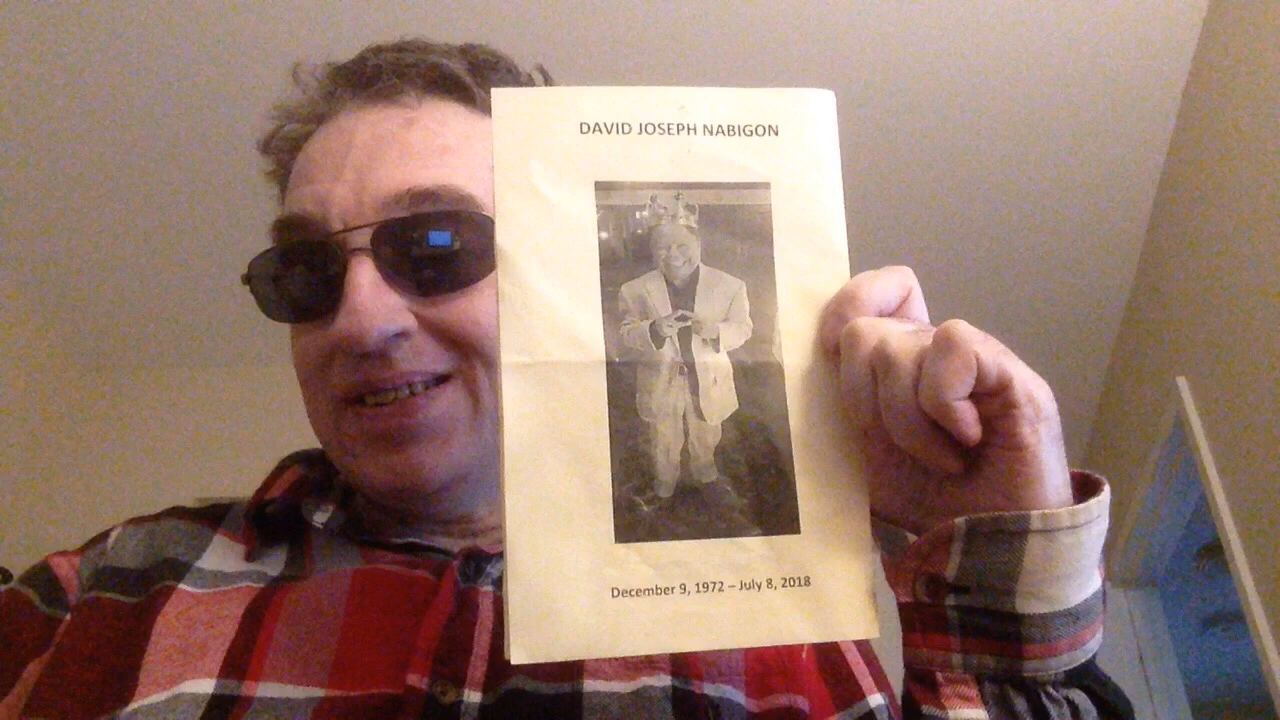 DAVID JOSEPH NABIGON
December 9, 1972 – July 8, 2018